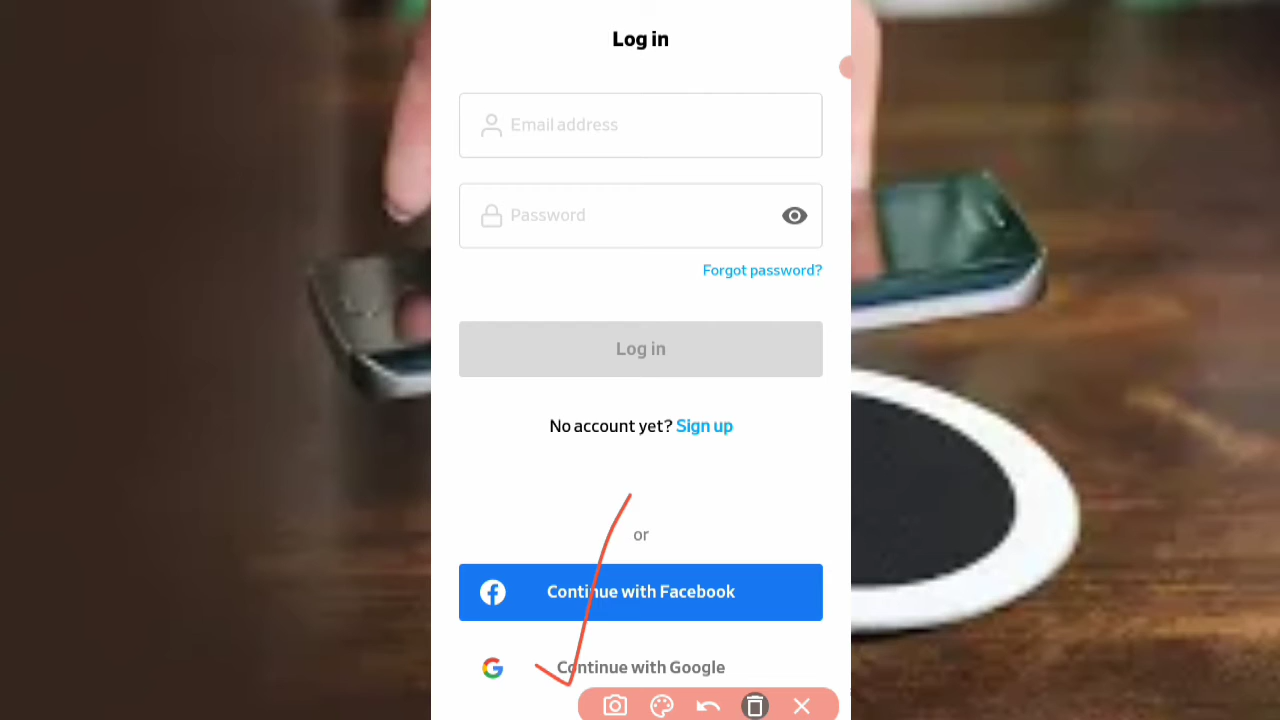 Log in
Email address
Password
Forgot password?
Log in
No account yet? Sign up
or
Continue with Facebook
Continue with Google